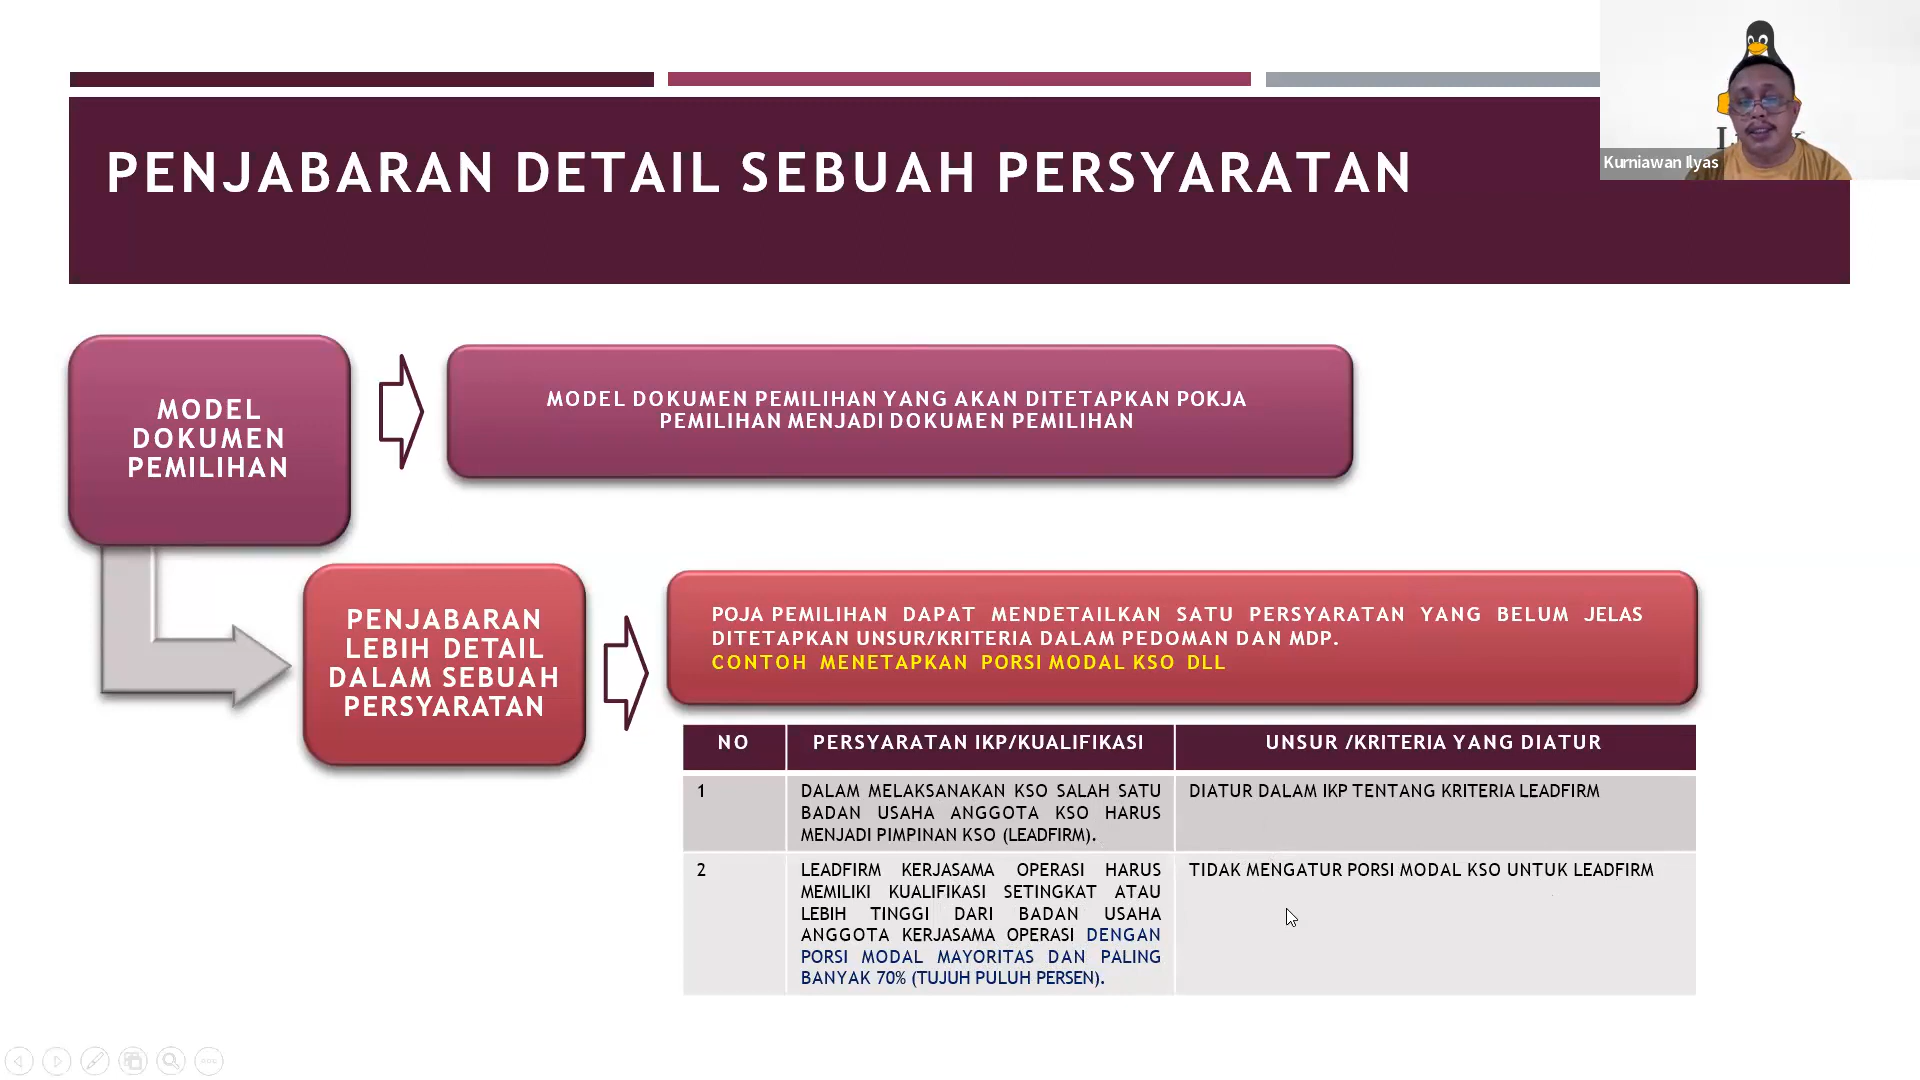 PENJABARAN DETAIL SEBUAH PERSYARATAN
Kurniawan Ilyas
MODEL
DOKUMEN
PEMILIHAN
MODEL DOKUMEN PEMILIHAN YANG AKAN DITETAPKAN POKJA
PEMILIHAN MENJADI DOKUMEN PEMILIHAN
PENJABARAN
LEBIH DETAIL
DALAM SEBUAH
PERSYARATAN
POJA PEMILIHAN DAPAT MENDETAILKAN SATU PERSYARATAN YANG BELUM JELAS
DITETAPKAN UNSUR/KRITERIA DALAM PEDOMAN DAN MDP.
CONTOH MENETAPKAN PORSI MODAL KSO DLL
NO
PERSYARATAN IKP/KUALIFIKASI
UNSUR /KRITERIA YANG DIATUR
1
DALAM MELAKSANAKAN KSO SALAH SATU
BADAN USAHA ANGGOTA KSO HARUS
MENJADI PIMPINAN KSO (LEADFIRM).
DIATUR DALAM IKP TENTANG KRITERIA LEADFIRM
2
LEADFIRM KERJASAMA OPERASI HARUS
MEMILIKI KUALIFIKASI SETINGKAT ATAU
LEBIH TINGGI DARI BADAN USAHA
ANGGOTA KERJASAMA OPERASI DENGAN
PORSI MODAL MAYORITAS DAN PALING
BANYAK 70% (TUJUH PULUH PERSEN).
TIDAK MENGATUR PORSI MODAL KSO UNTUK LEADFIRM